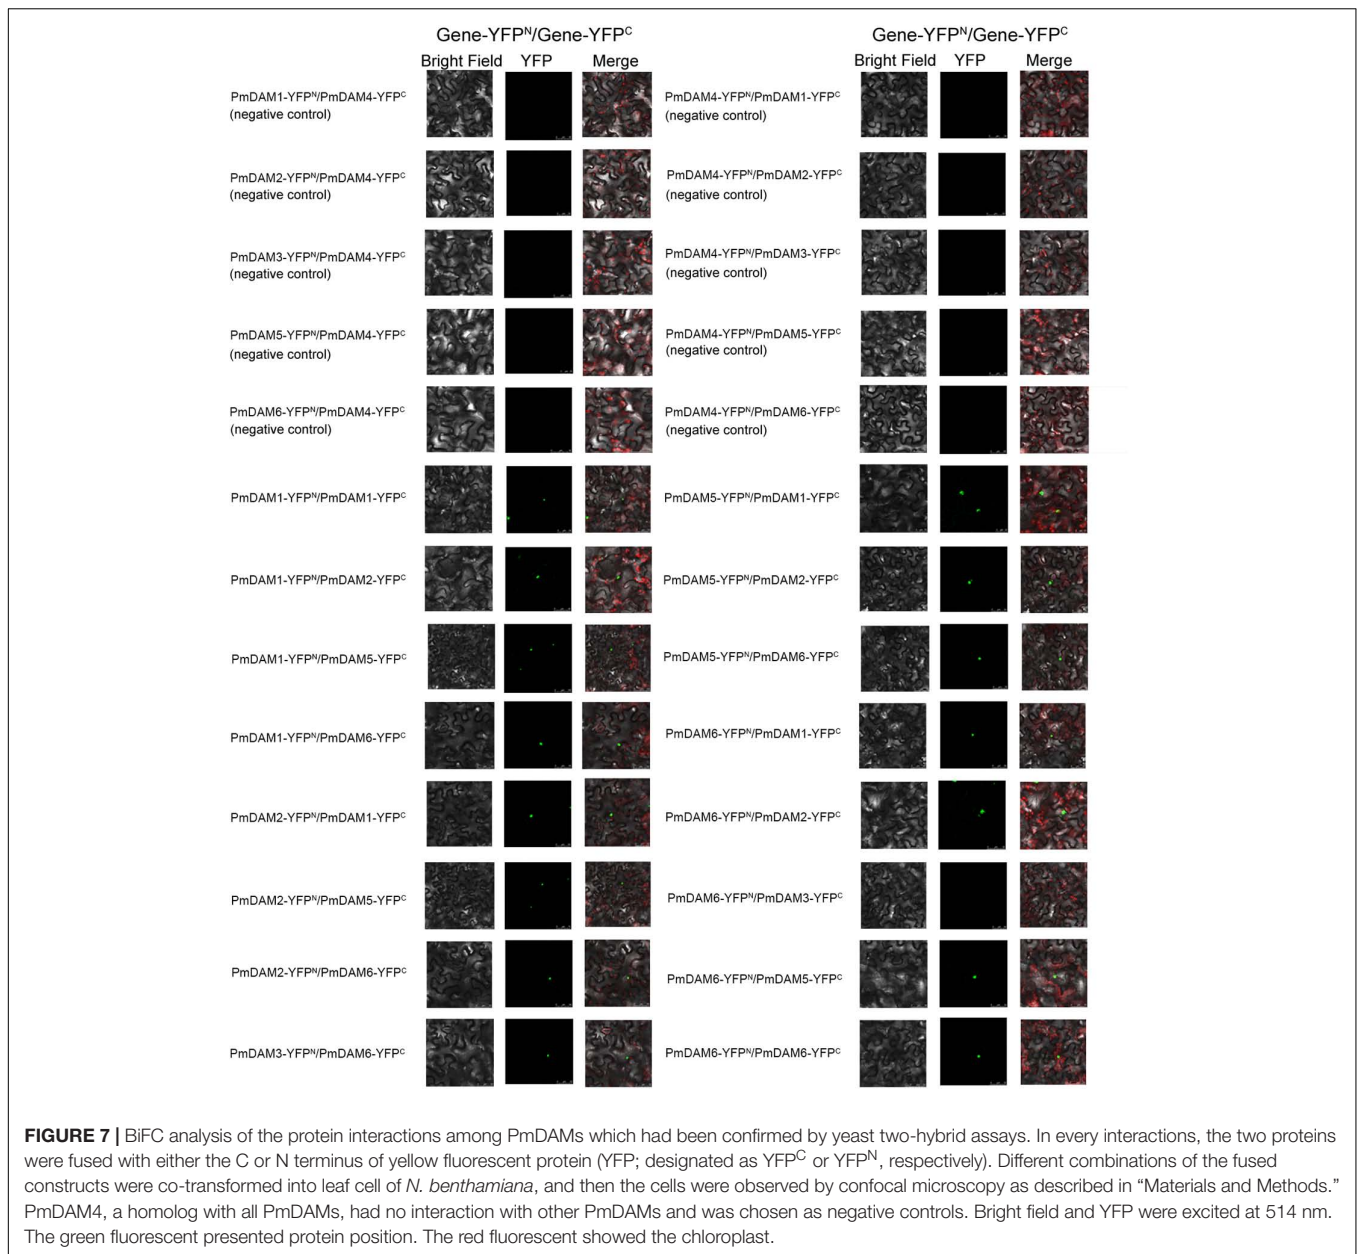 Gene-YFPᴺ/Gene-YFPᶜ
Gene-YFPᴺ/Gene-YFPᶜ
Bright Field YFP Merge
Bright Field YFP Merge
PmDAM1-YFPᴺ/PmDAM4-YFPᶜ
(negative control)
PmDAM4-YFPᴺ/PmDAM1-YFPᶜ
(negative control)
PmDAM2-YFPᴺ/PmDAM4-YFPᶜ
(negative control)
PmDAM4-YFPᴺ/PmDAM2-YFPᶜ
(negative control)
PmDAM3-YFPᴺ/PmDAM4-YFPᶜ
(negative control)
PmDAM4-YFPᴺ/PmDAM3-YFPᶜ
(negative control)
PmDAM5-YFPᴺ/PmDAM4-YFPᶜ
(negative control)
PmDAM4-YFPᴺ/PmDAM5-YFPᶜ
(negative control)
PmDAM6-YFPᴺ/PmDAM4-YFPᶜ
(negative control)
PmDAM4-YFPᴺ/PmDAM6-YFPᶜ
(negative control)
PmDAM1-YFPᴺ/PmDAM1-YFPᶜ
PmDAM5-YFPᴺ/PmDAM1-YFPᶜ
PmDAM1-YFPᴺ/PmDAM2-YFPᶜ
PmDAM5-YFPᴺ/PmDAM2-YFPᶜ
PmDAM1-YFPᴺ/PmDAM5-YFPᶜ
PmDAM5-YFPᴺ/PmDAM6-YFPᶜ
PmDAM1-YFPᴺ/PmDAM6-YFPᶜ
PmDAM6-YFPᴺ/PmDAM1-YFPᶜ
PmDAM2-YFPᴺ/PmDAM1-YFPᶜ
PmDAM6-YFPᴺ/PmDAM2-YFPᶜ
PmDAM2-YFPᴺ/PmDAM5-YFPᶜ
PmDAM6-YFPᴺ/PmDAM3-YFPᶜ
PmDAM2-YFPᴺ/PmDAM6-YFPᶜ
PmDAM6-YFPᴺ/PmDAM5-YFPᶜ
PmDAM3-YFPᴺ/PmDAM6-YFPᶜ
PmDAM6-YFPᴺ/PmDAM6-YFPᶜ
FIGURE 7 | BiFC analysis of the protein interactions among PmDAMs which had been confirmed by yeast two-hybrid assays. In every interactions, the two proteins
were fused with either the C or N terminus of yellow fluorescent protein (YFP; designated as YFPᶜ or YFPᴺ, respectively). Different combinations of the fused
constructs were co-transformed into leaf cell of N. benthamiana, and then the cells were observed by confocal microscopy as described in “Materials and Methods.”
PmDAM4, a homolog with all PmDAMs, had no interaction with other PmDAMs and was chosen as negative controls. Bright field and YFP were excited at 514 nm.
The green fluorescent presented protein position. The red fluorescent showed the chloroplast.